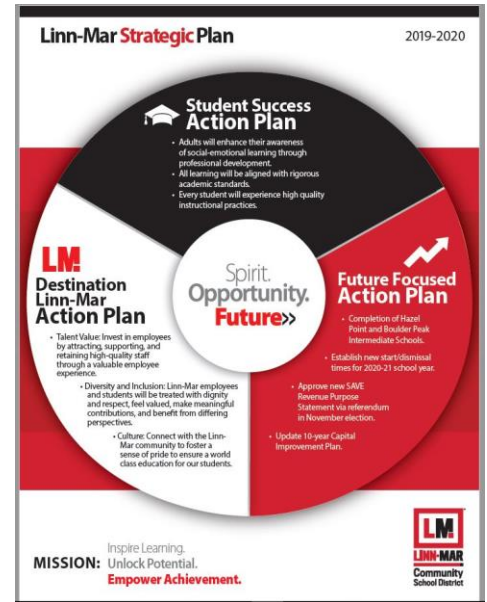 Linn-Mar Strategic Plan
2019-2020
Student Success
Action Plan
• Adults will enhance their awareness
of social-emotional learning through
professional development.
• All learning will be aligned with rigorous
academic standards.
• Every student will experience high quality
instructional practices.
LM
Destination
Linn-Mar
Action Plan
• Talent Value: Invest in employees
by attracting, supporting, and
retaining high-quality staff
through a valuable employee
experience.
• Diversity and Inclusion: Linn-Mar employees
and students will be treated with dignity
and respect, feel valued, make meaningful
contributions, and benefit from differing
perspectives.
• Culture: Connect with the Linn-
Mar community to foster a
sense of pride to ensure a world
class education for our students.
Spirit.
Opportunity.
Future»
Future Focused
Action Plan
• Completion of Hazel
Point and Boulder Peak
Intermediate Schools.
• Establish new start/dismissal
times for 2020-21 school year.
• Approve new SAVE
Revenue Purpose
Statement via referendum
in November election.
• Update 10-year Capital
Improvement Plan.
MISSION:
Inspire Learning.
Unlock Potential.
Empower Achievement.
LM
LINN-MAR
Community
School District